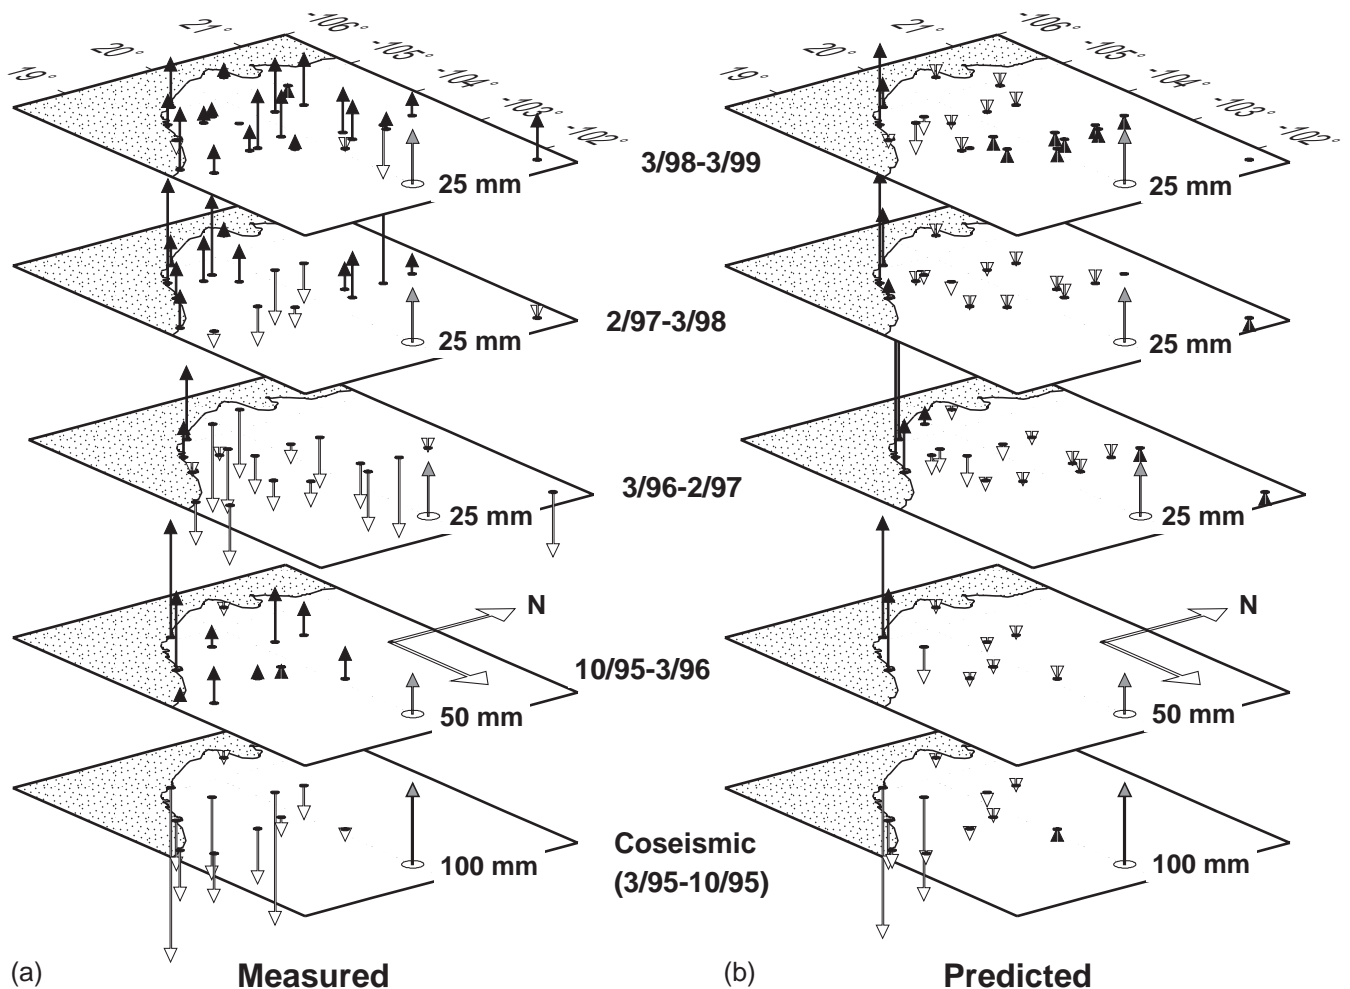 19° 20° 21° -106° -105° -104° -103° -102°
19° 20° 21° -106° -105° -104° -103° -102°
25 mm 3/98-3/99 25 mm
25 mm 2/97-3/98 25 mm
25 mm 3/96-2/97 25 mm
N N
10/95-3/96
50 mm 50 mm
Coseismic
(3/95-10/95)
100 mm 100 mm
(a) Measured (b) Predicted